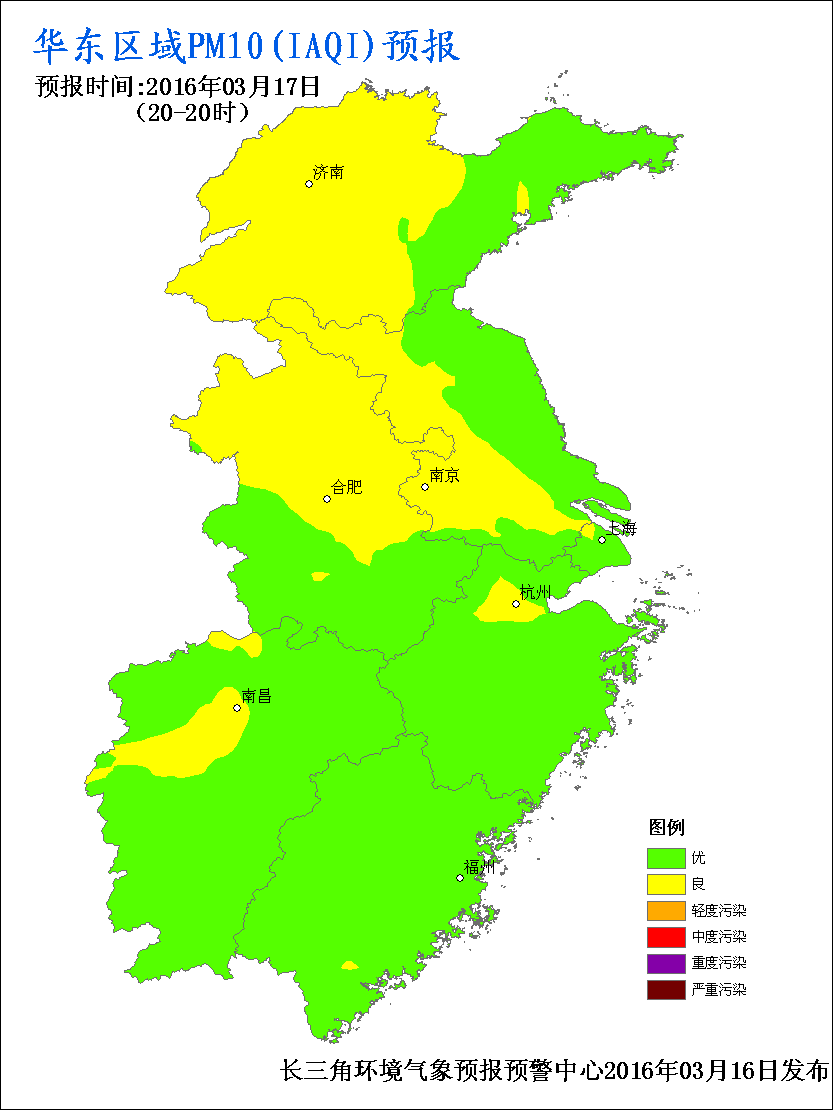 华东区域PM10(IAQI)预报
预报时间:2016年03月17日
(20-20时)
济南
合肥
南京
上海
杭州
南昌
福州
图例
优
良
轻度污染
中度污染
重度污染
严重污染
长三角环境气象预报预警中心2016年03月16日发布